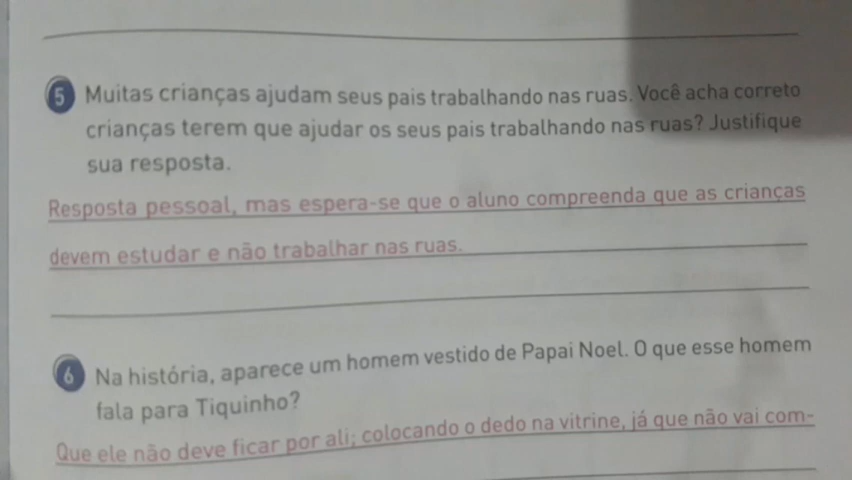 5 Muitas crianças ajudam seus pais trabalhando nas ruas. Você acha correto
crianças terem que ajudar os seus pais trabalhando nas ruas? Justifique
sua resposta.
Resposta pessoal, mas espera-se que o aluno compreenda que as crianças
devem estudar e não trabalhar nas ruas.
6 Na história, aparece um homem vestido de Papai Noel. O que esse homem
fala para Tiquinho?
Que ele não deve ficar por ali; colocando o dedo na vitrine, já que não vai com-